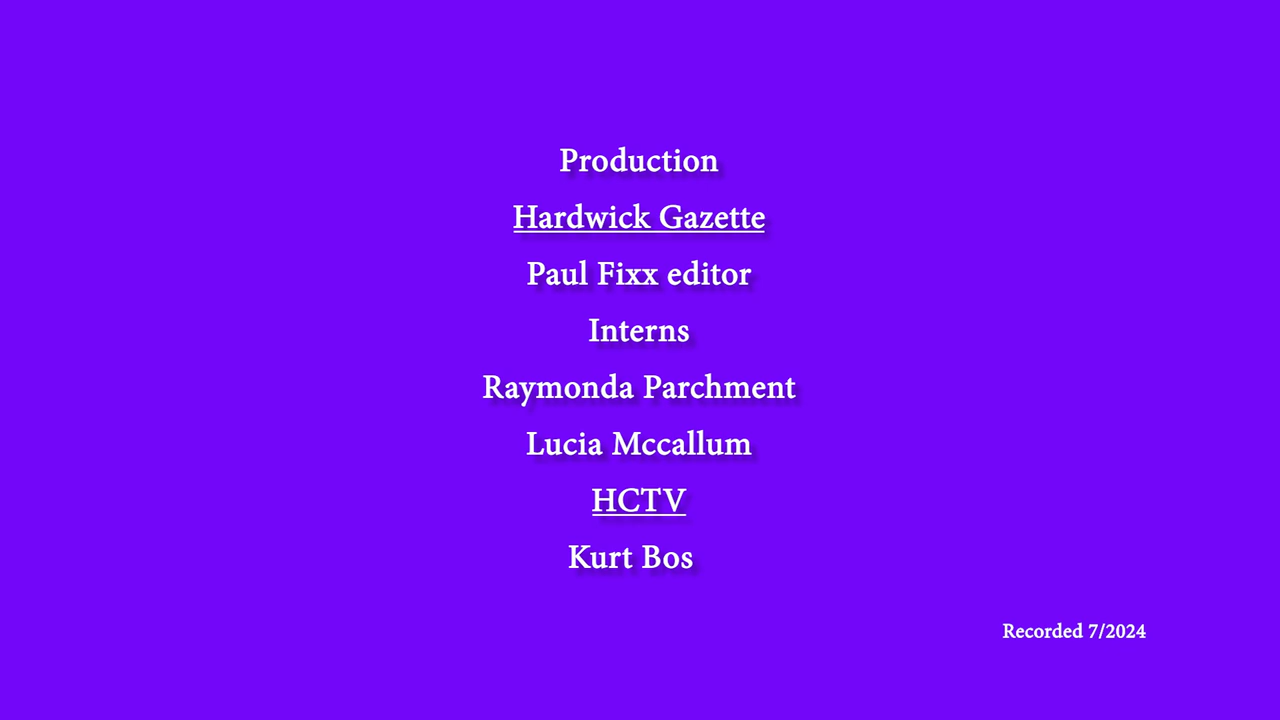 Production
Hardwick Gazette
Paul Fixx editor
Interns
Raymonda Parchment
Lucia Mccallum
HCTV
Kurt Bos
Recorded 7/2024